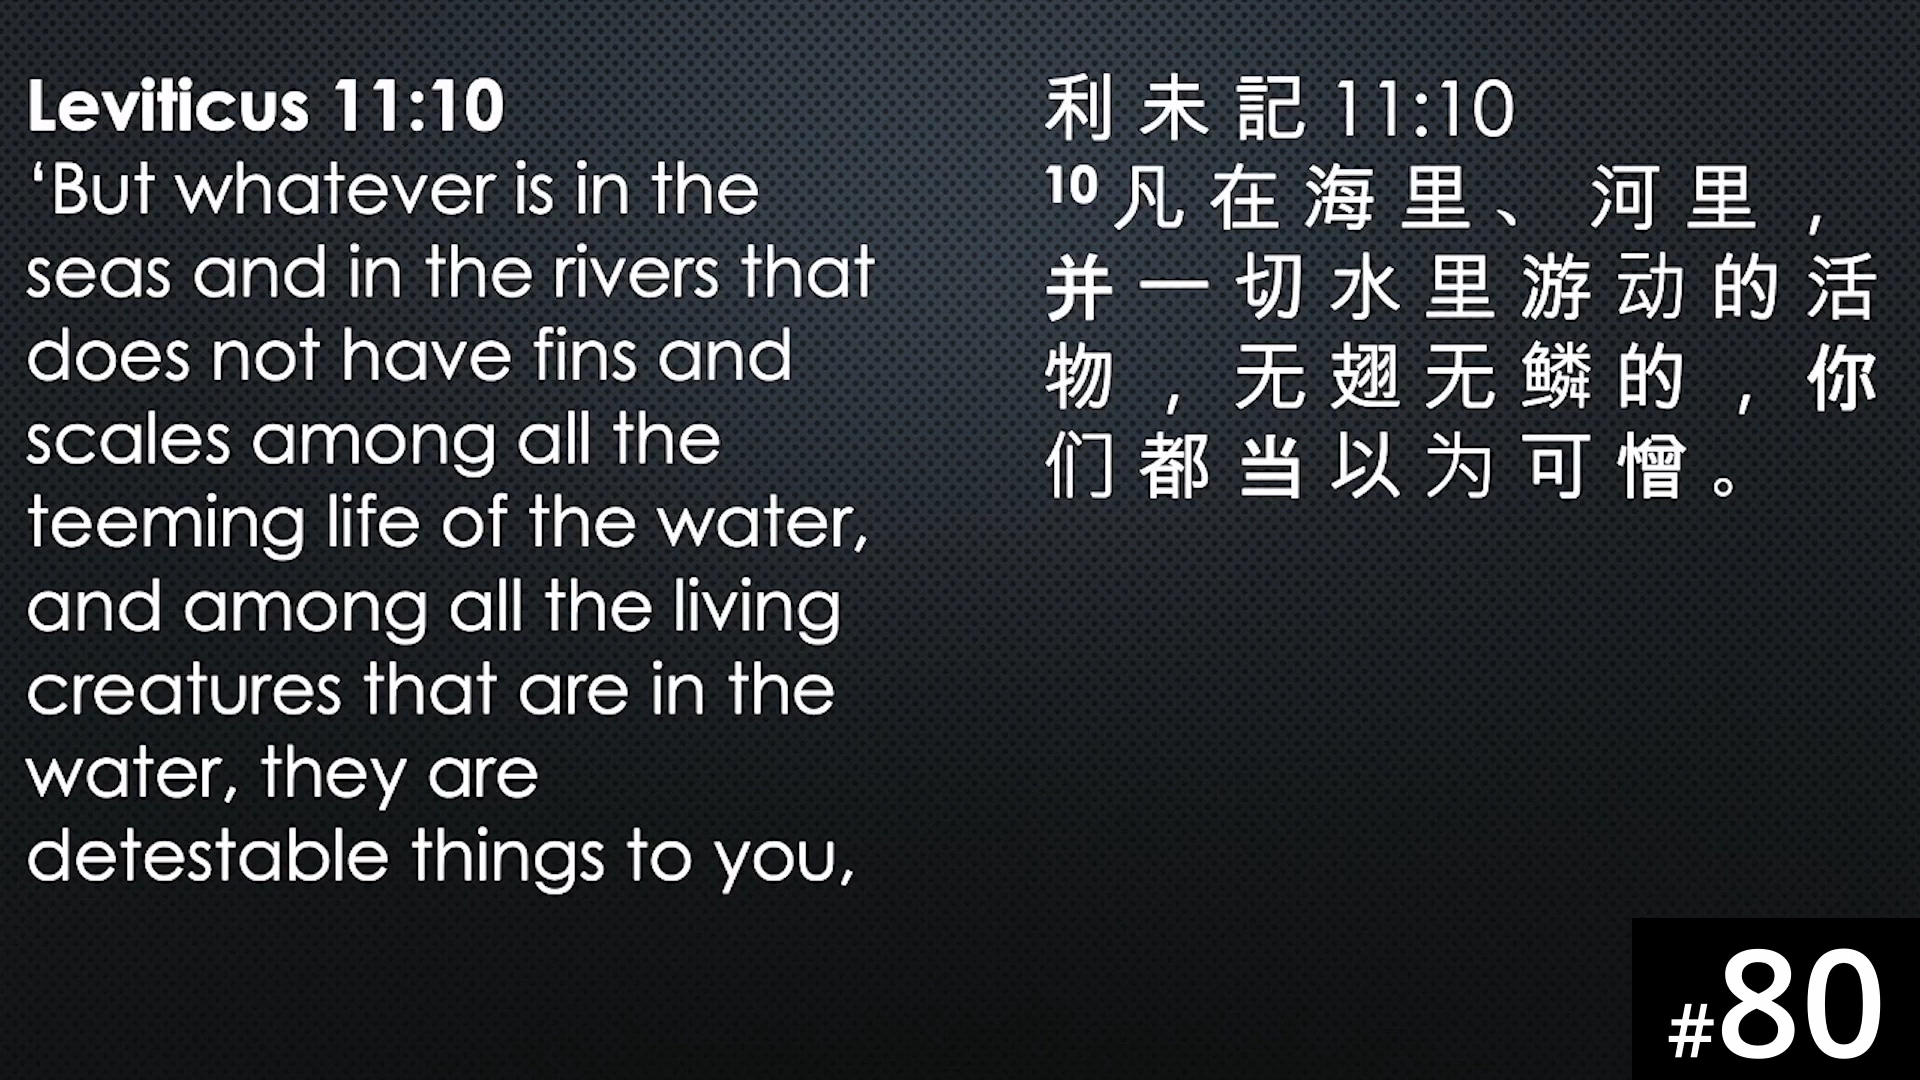 Leviticus 11:10
‘But whatever is in the
seas and in the rivers that
does not have fins and
scales among all the
teeming life of the water,
and among all the living
creatures that are in the
water, they are
detestable things to you,
利 未 記 11:10
10 凡 在 海 里 、 河 里 ，
并 一 切 水 里 游 动 的 活
物 ， 无 翅 无 鳞 的 ， 你
们 都 当 以 为 可 憎 。
#80